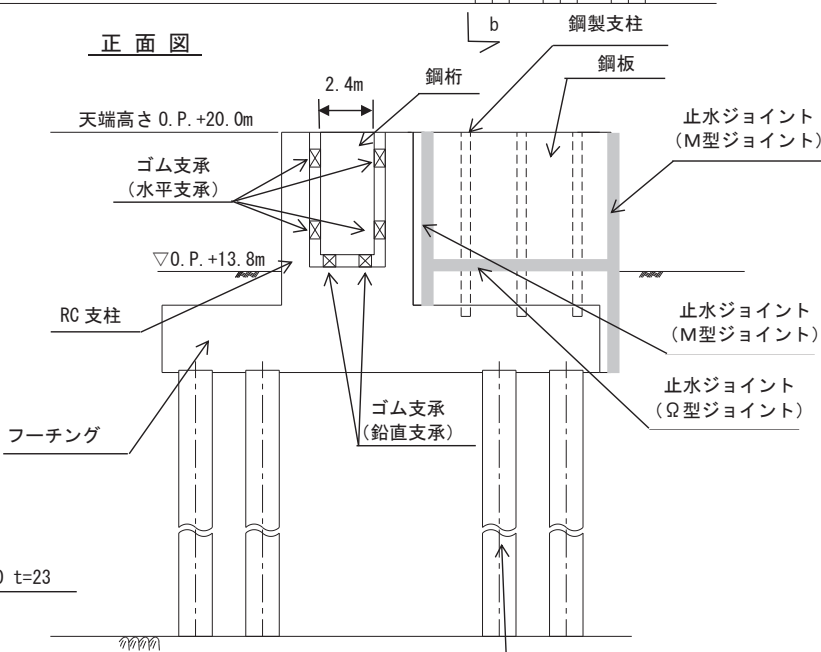 b
正面図
鋼製支柱
鋼板
2.4m
鋼桁
天端高さ O.P.+20.0m
止水ジョイント
(M型ジョイント)
ゴム支承
(水平支承)
▽O.P.+13.8m
RC 支柱
止水ジョイント
(M型ジョイント)
止水ジョイント
(Ω型ジョイント)
ゴム支承
(鉛直支承)
フーチング
t=23